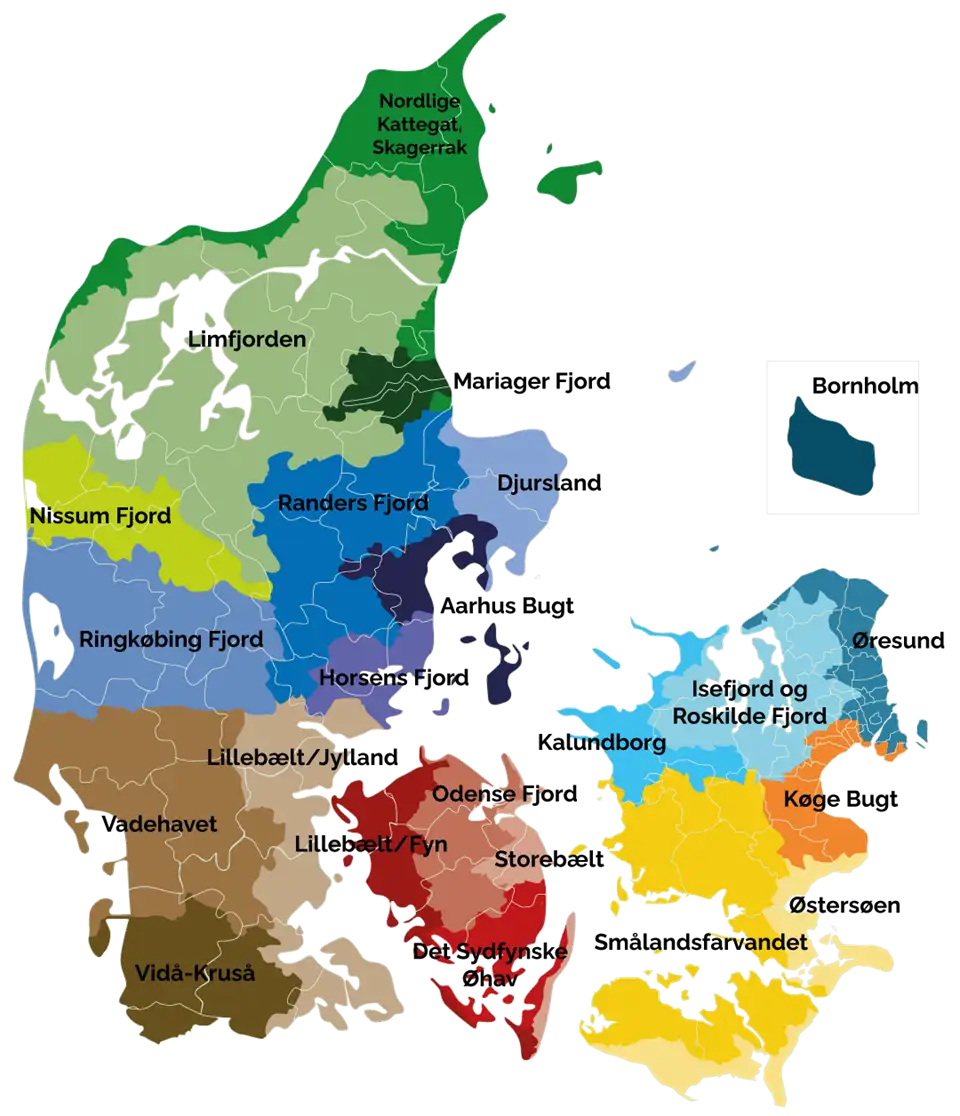 Nordlige
Kattegat,
Skagerrak
Limfjorden
Mariager Fjord
Bornholm
Djursland
Randers Fjord
Nissum Fjord
Aarhus Bugt
Ringkøbing Fjord
Øresund
Horsens Fjord
Isefjord og
Roskilde Fjord
Kalundborg
Lillebælt/Jylland
Odense Fjord
Køge Bugt
Vadehavet
Lillebælt/Fyn
Storebælt
Østersøen
Smålandsfarvandet
Det Sydfynske
Øhav
Vidå-Kruså